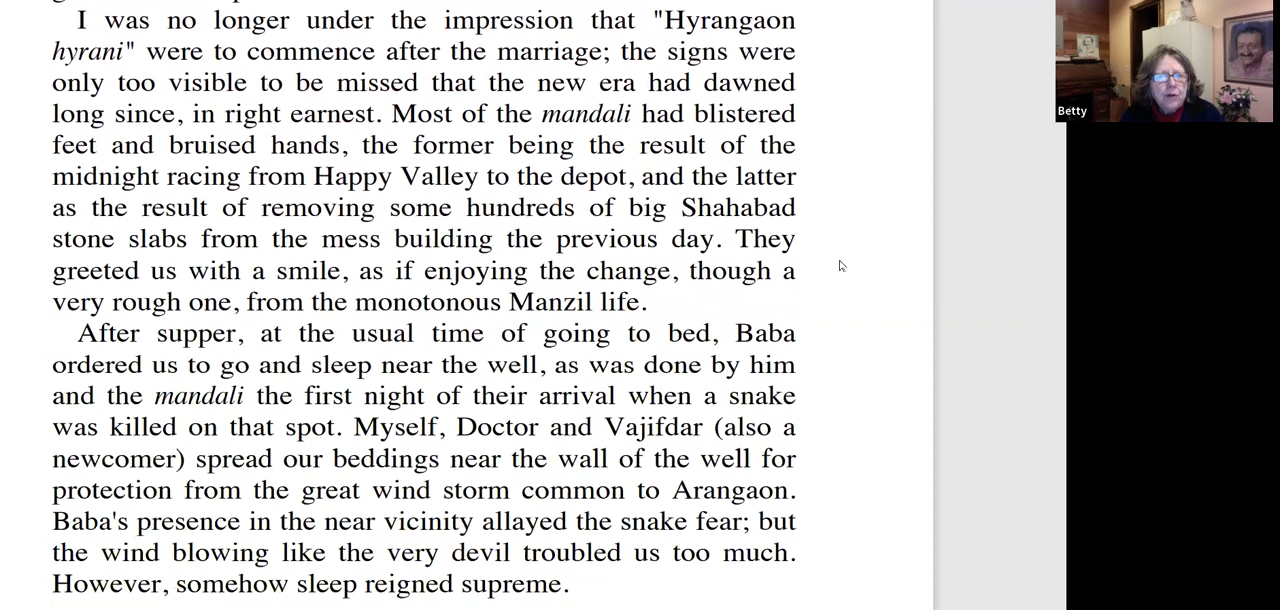 I was no longer under the impression that "Hyrangaon
hyrani" were to commence after the marriage; the signs were
only too visible to be missed that the new era had dawned
long since, in right earnest. Most of the mandali had blistered
feet and bruised hands, the former being the result of the
midnight racing from Happy Valley to the depot, and the latter
as the result of removing some hundreds of big Shahabad
stone slabs from the mess building the previous day. They
greeted us with a smile, as if enjoying the change, though a
very rough one, from the monotonous Manzil life.
After supper, at the usual time of going to bed, Baba
ordered us to go and sleep near the well, as was done by him
and the mandali the first night of their arrival when a snake
was killed on that spot. Myself, Doctor and Vajifdar (also a
newcomer) spread our beddings near the wall of the well for
protection from the great wind storm common to Arangaon.
Baba's presence in the near vicinity allayed the snake fear; but
the wind blowing like the very devil troubled us too much.
However, somehow sleep reigned supreme.
Betty